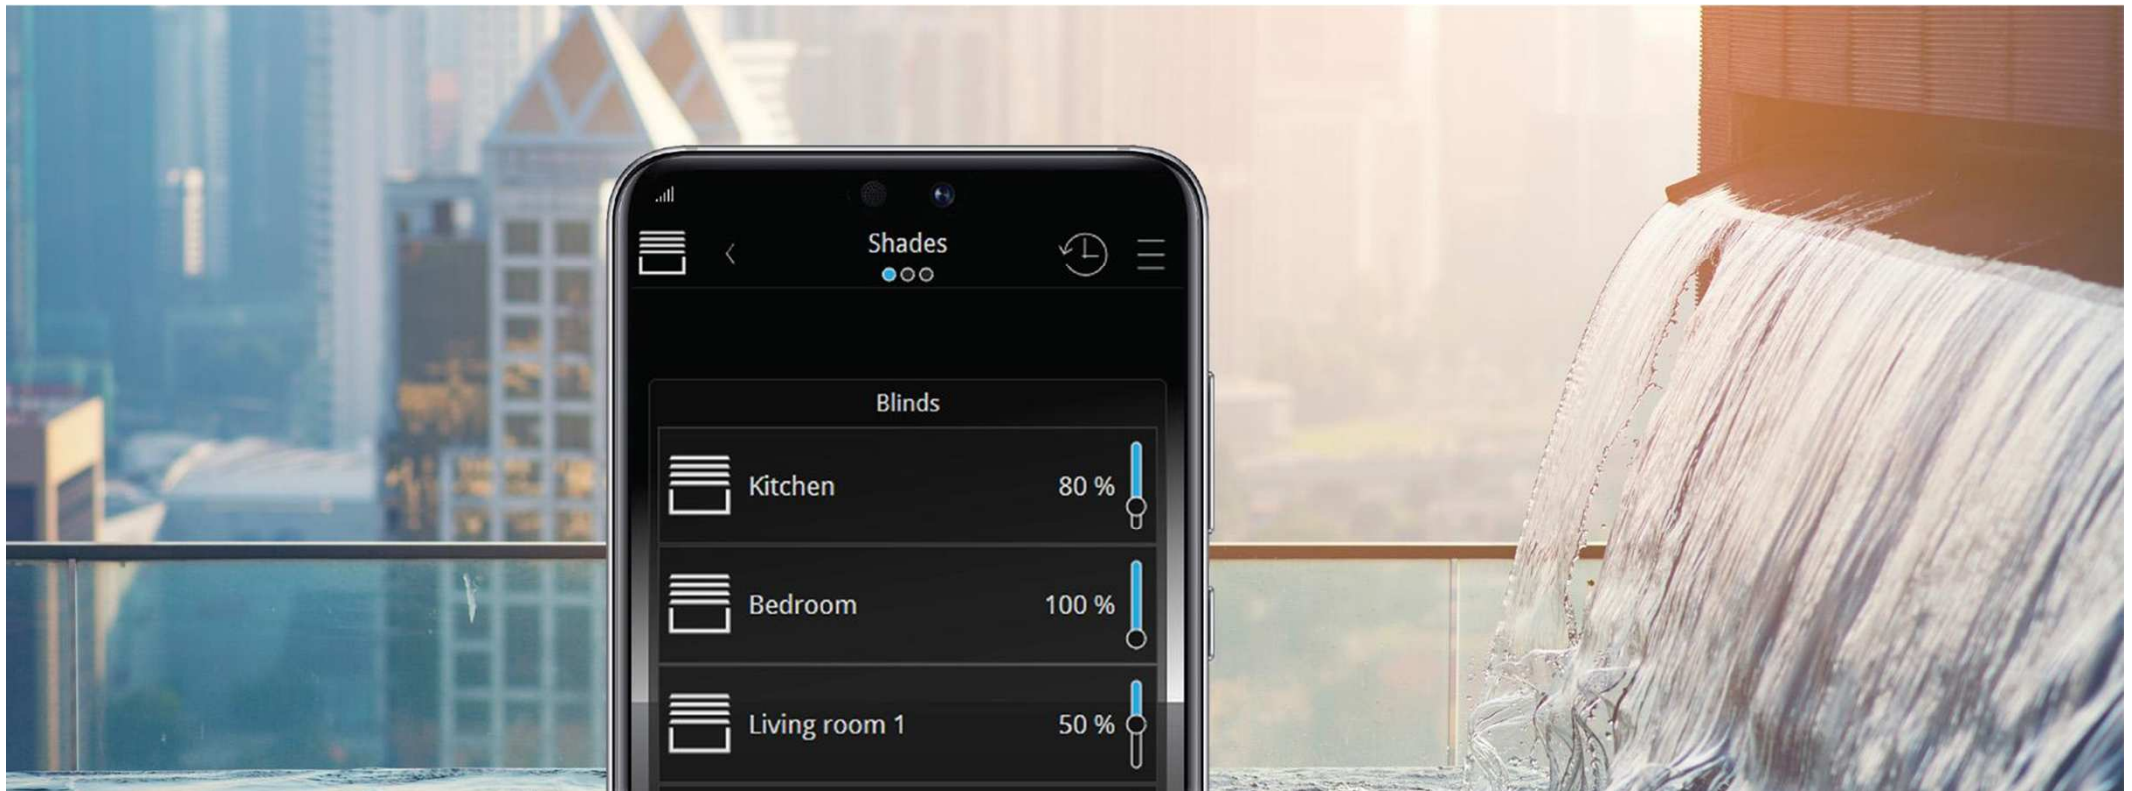 Shades
Blinds
Kitchen 80 %
Bedroom 100 %
Living room 1 50 %